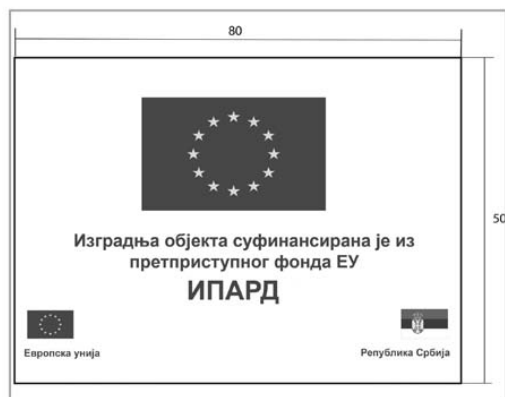 80
50
Изградња објекта суфинансирана је из
претприступног фонда ЕУ
ИПАРД
Европска унија
Република Србија